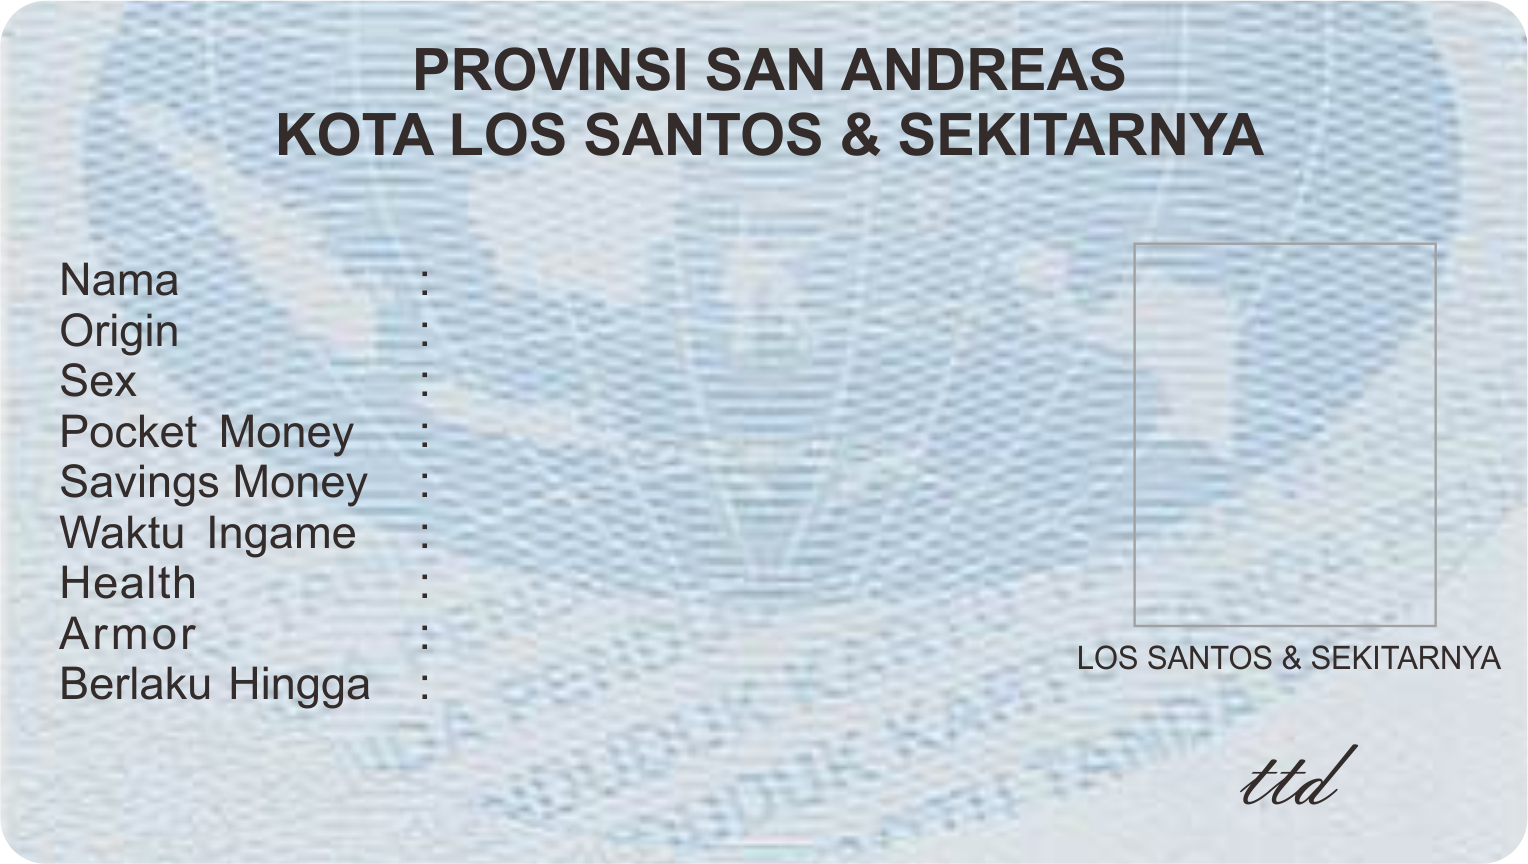 PROVINSI SAN ANDREAS
KOTA LOS SANTOS & SEKITARNYA
Nama :
Origin :
Sex :
Pocket Money :
Savings Money :
Waktu Ingame :
Health :
Armor :
Berlaku Hingga :
LOS SANTOS & SEKITARNYA
ttd